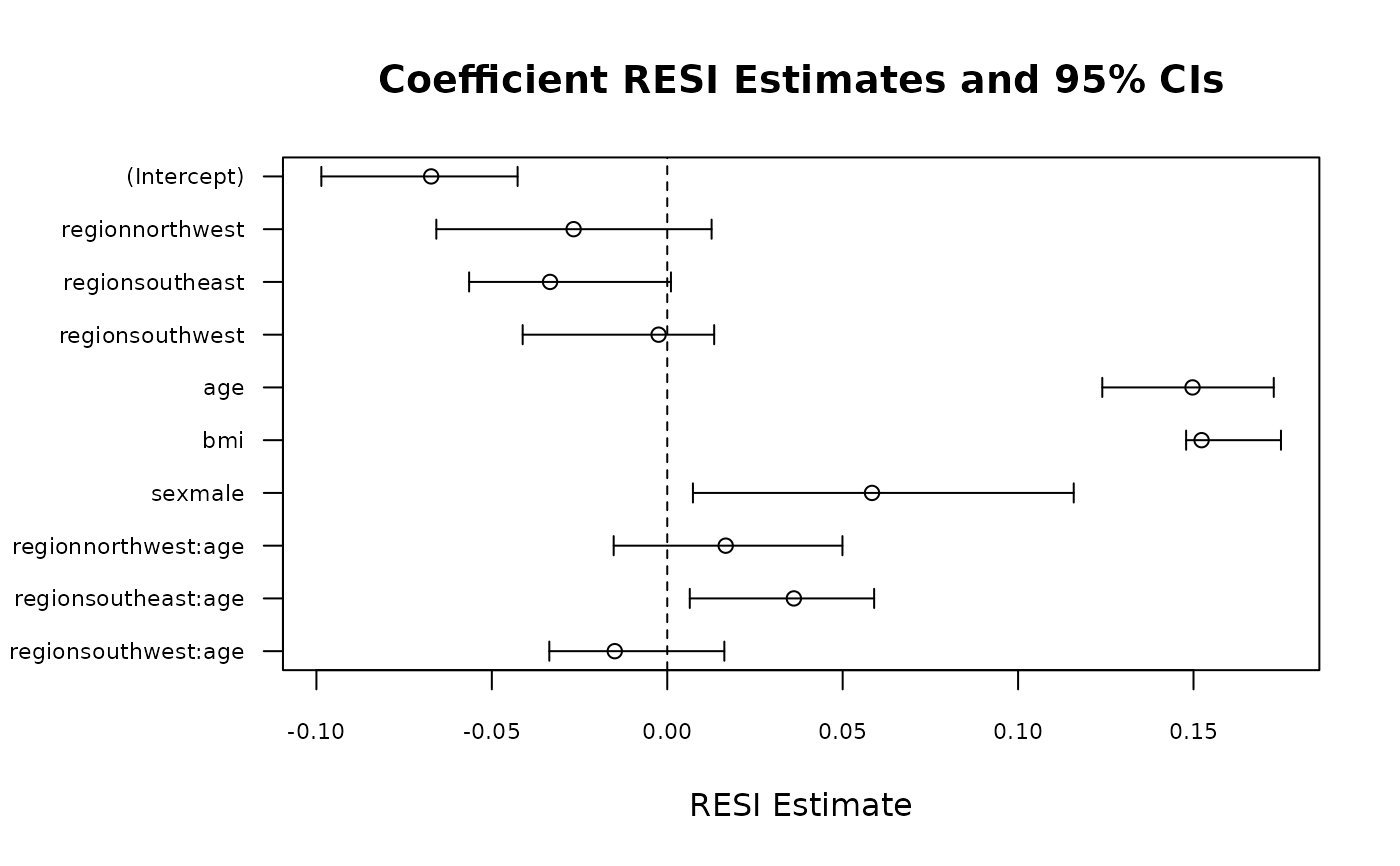 Coefficient RESI Estimates and 95% CIs
(Intercept)
regionnorthwest
regionsoutheast
regionsouthwest
age
bmi
sexmale
regionnorthwest:age
regionsoutheast:age
regionsouthwest:age
-0.10 -0.05 0.00 0.05 0.10 0.15
RESI Estimate